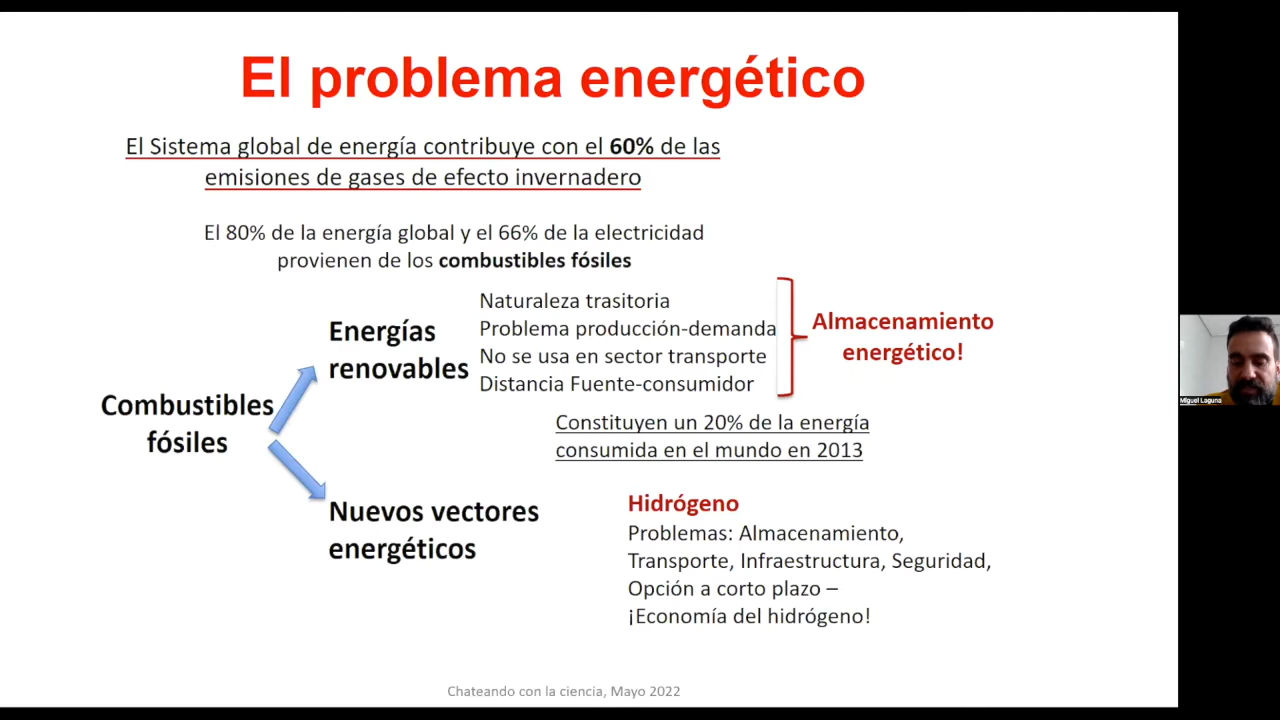 El problema energético
El Sistema global de energía contribuye con el 60% de las
emisiones de gases de efecto invernadero
El 80% de la energía global y el 66% de la electricidad
provienen de los combustibles fósiles
Combustibles
fósiles
Energías
renovables
Naturaleza trasitoria
Problema producción-demanda
No se usa en sector transporte
Distancia Fuente-consumidor
Almacenamiento
energético!
Constituyen un 20% de la energía
consumida en el mundo en 2013
Nuevos vectores
energéticos
Hidrógeno
Problemas: Almacenamiento,
Transporte, Infraestructura, Seguridad,
Opción a corto plazo –
¡Economía del hidrógeno!
Chateando con la ciencia, Mayo 2022
Miguel Laguna